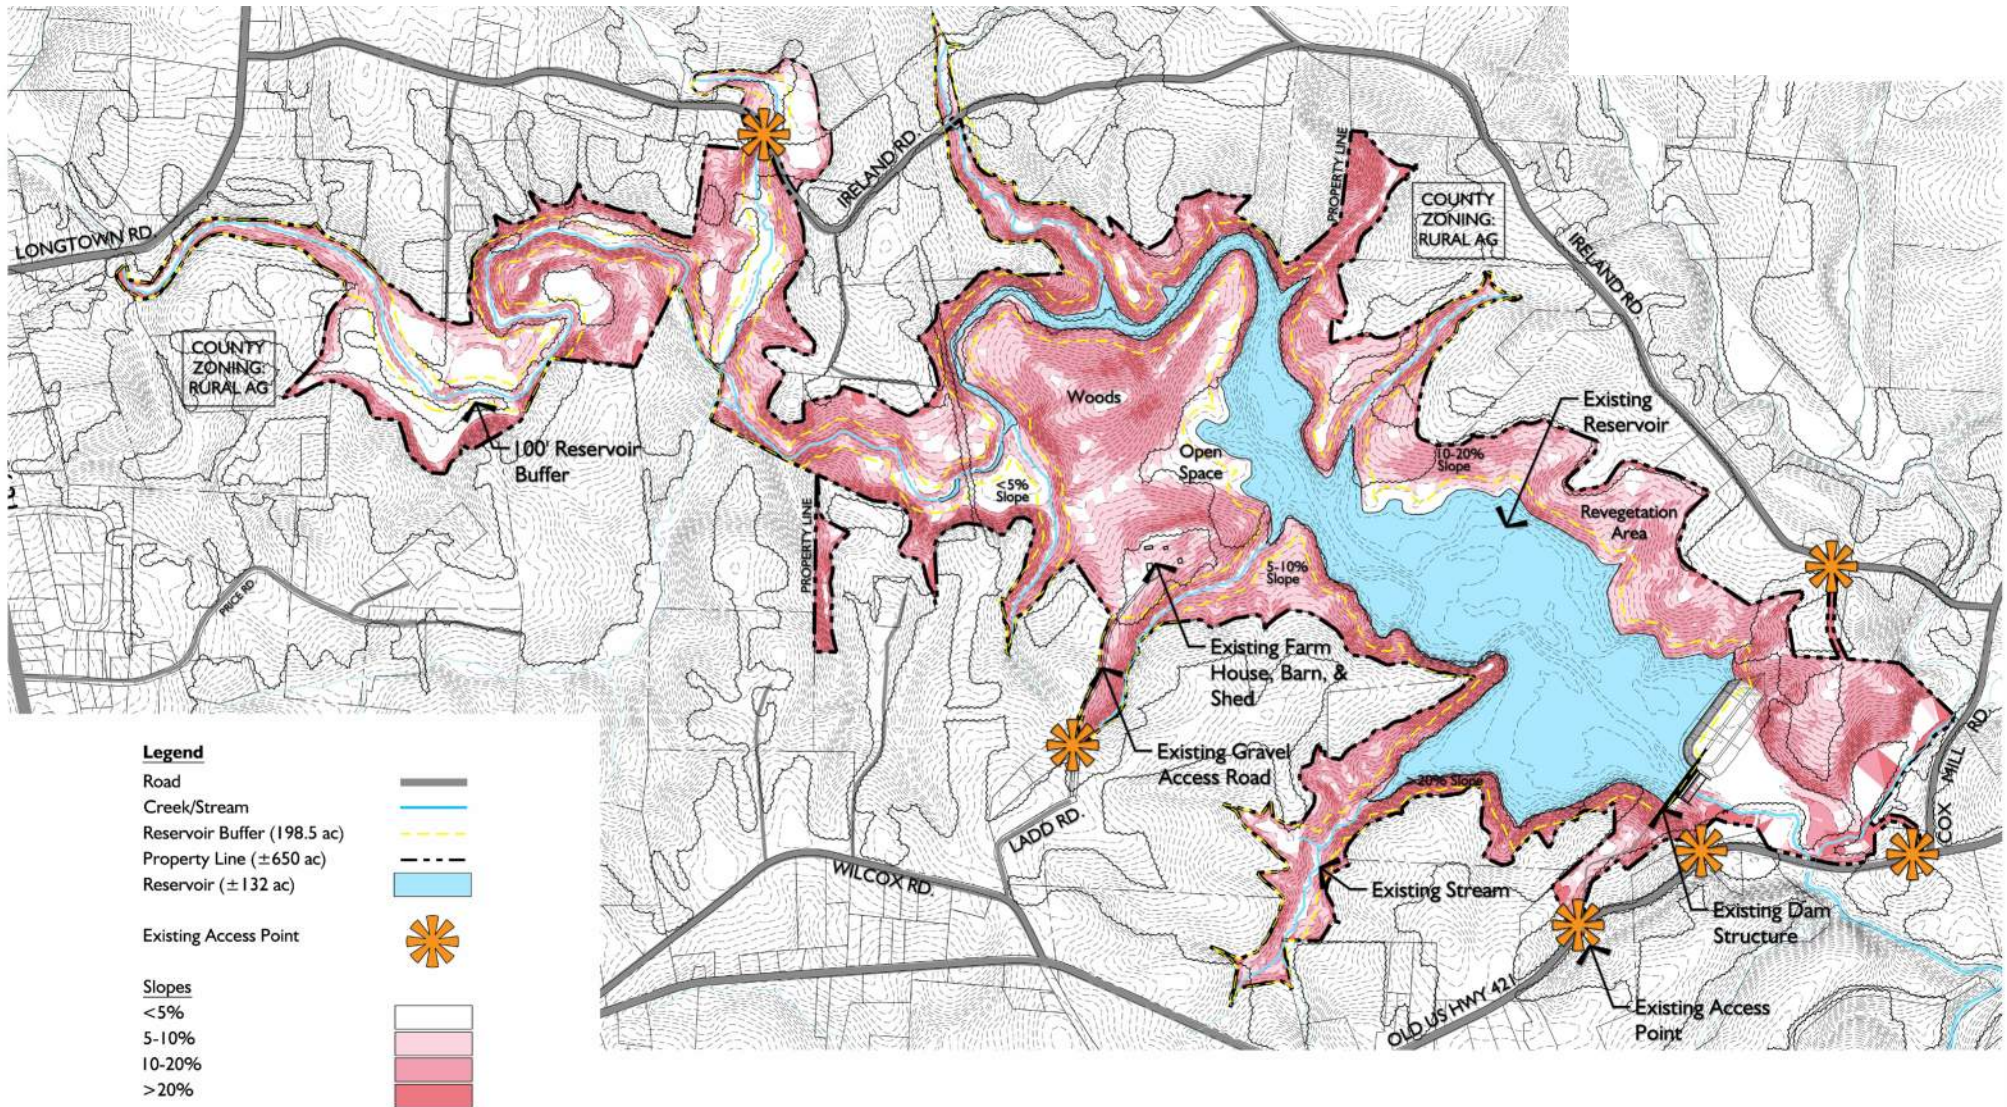 LONGTOWN RD.
IRELAND RD.
PROPERTY LINE
COUNTY
ZONING:
RURAL AG
IRELAND RD.
COUNTY
ZONING:
RURAL AG
100' Reservoir
Buffer
Woods
Open
Space
<5%
Slope
Existing
Reservoir
10-20%
Slope
Revegetation
Area
PROPERTY LINE
5-10%
Slope
PRICE RD.
Existing Farm
House, Barn, &
Shed
Existing Gravel
Access Road
LADD RD.
WILCOX RD.
>20% Slope
Existing Stream
COX MILL RD.
Existing Dam
Structure
OLD US HWY 421
Existing Access
Point
Legend
Road
Creek/Stream
Reservoir Buffer (198.5 ac)
Property Line (±650 ac)
Reservoir (±132 ac)
Existing Access Point
Slopes
<5%
5-10%
10-20%
>20%